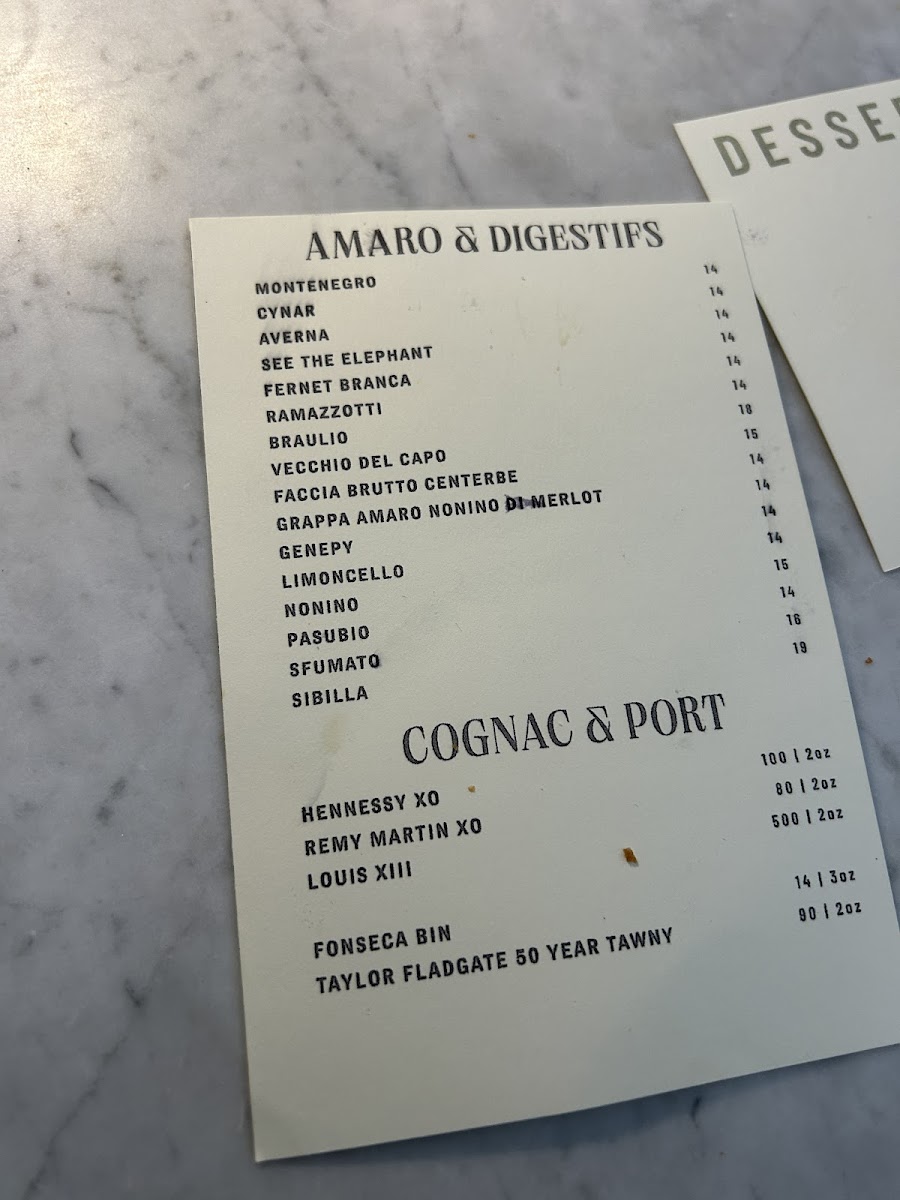 DESSE
AMARO & DIGESTIFS
MONTENEGRO 14
CYNAR 14
AVERNA 14
SEE THE ELEPHANT 14
FERNET BRANCA 14
RAMAZZOTTI 14
BRAULIO 18
VECCHIO DEL CAPO 15
FACCIA BRUTTO CENTERBE 14
GRAPPA AMARO NONINO DI MERLOT 14
GENEPY 14
LIMONCELLO 14
NONINO 15
PASUBIO 14
SFUMATO 16
SIBILLA 19
COGNAC & PORT
HENNESSY XO 100 | 2oz
REMY MARTIN XO 80 | 2oz
LOUIS XIII 500 | 2oz
FONSECA BIN 14 | 3oz
TAYLOR FLADGATE 50 YEAR TAWNY 90 | 2oz